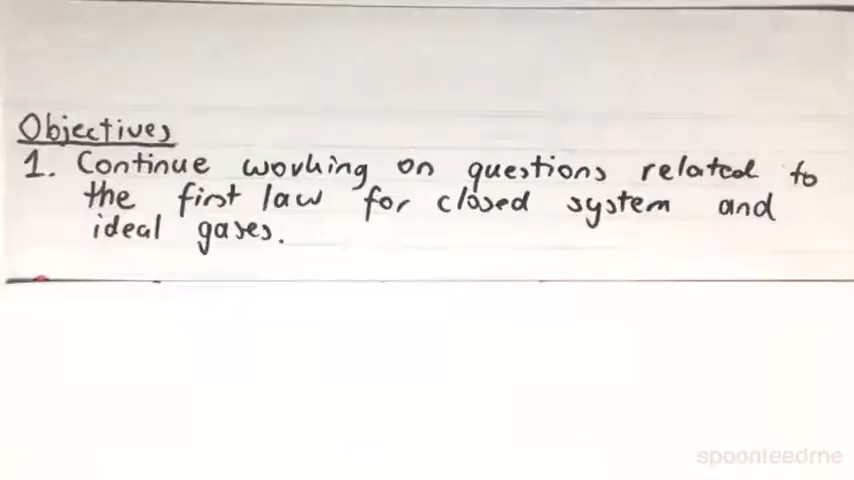 Objectives
1. Continue working on questions related to
the first law for closed system and
ideal gases.
spoonfeedme